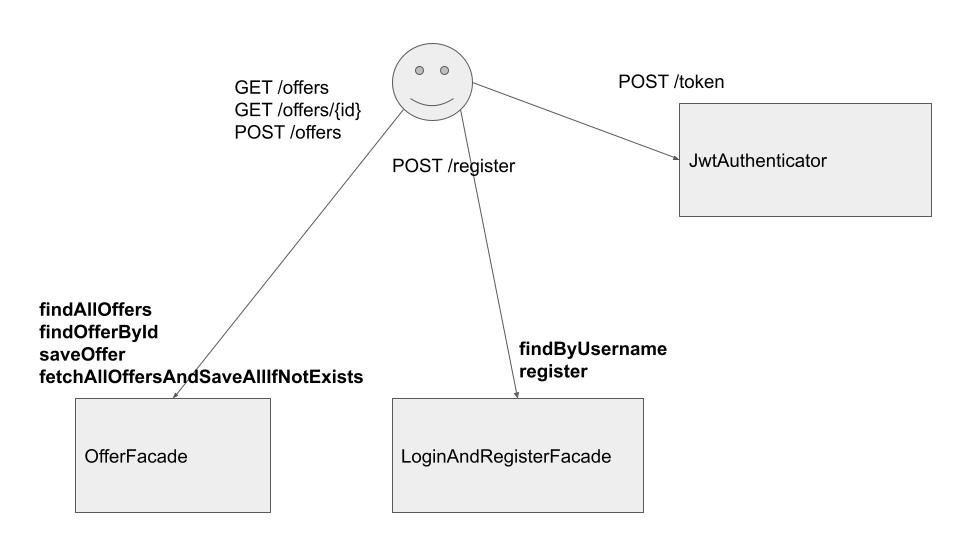 GET /offers
GET /offers/{id}
POST /offers
POST /register
POST /token
JwtAuthenticator
findAllOffers
findOfferById
saveOffer
fetchAllOffersAndSaveAllIfNotExists
OfferFacade
findByUsername
register
LoginAndRegisterFacade